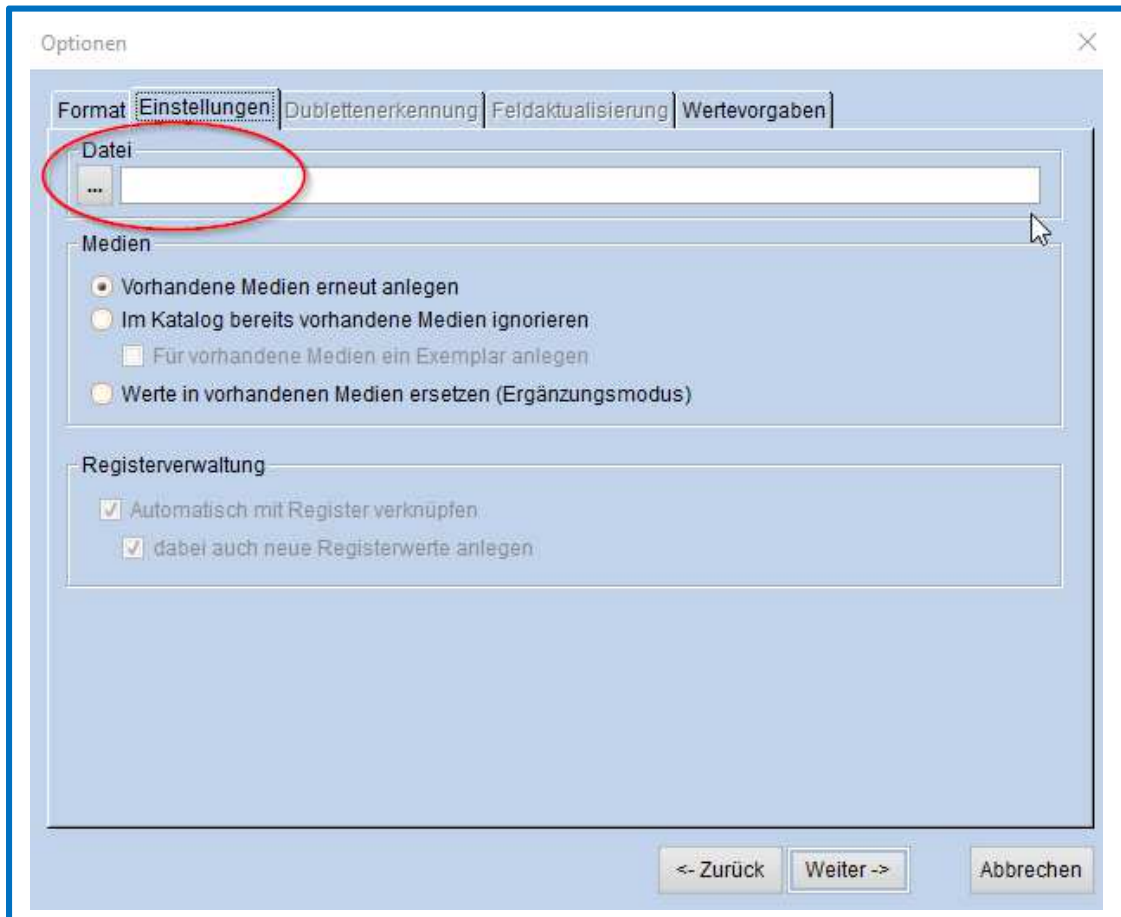 Optionen
Format Einstellungen Dublettenerkennung Feldaktualisierung Wertevorgaben
Datei
...
Medien
Vorhandene Medien erneut anlegen
Im Katalog bereits vorhandene Medien ignorieren
Für vorhandene Medien ein Exemplar anlegen
Werte in vorhandenen Medien ersetzen (Ergänzungsmodus)
Registerverwaltung
Automatisch mit Register verknüpfen
dabei auch neue Registerwerte anlegen
<- Zurück Weiter -> Abbrechen